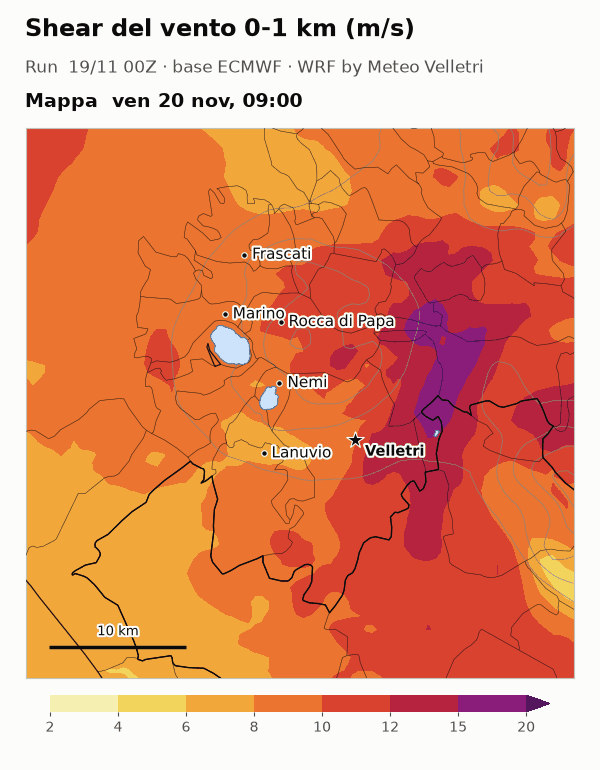 Shear del vento 0-1 km (m/s)
Run  19/11 00Z · base ECMWF · WRF by Meteo Velletri
Mappa  ven 20 nov, 09:00
Frascati
Marino
Rocca di Papa
Nemi
Lanuvio
Velletri
10 km
2 4 6 8 10 12 15 20